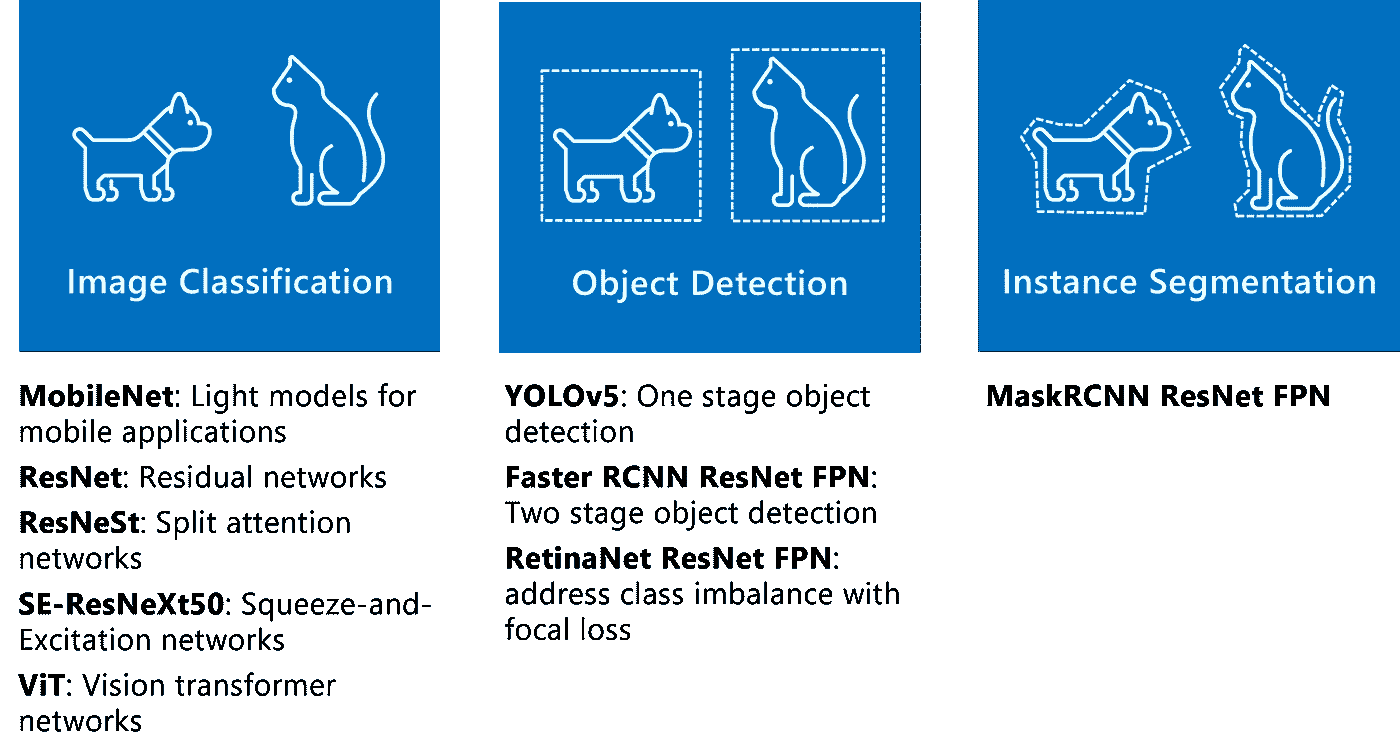 Image Classification
MobileNet: Light models for
mobile applications
ResNet: Residual networks
ResNeSt: Split attention
networks
SE-ResNeXt50: Squeeze-and-
Excitation networks
ViT: Vision transformer
networks
Object Detection
YOLOv5: One stage object
detection
Faster RCNN ResNet FPN:
Two stage object detection
RetinaNet ResNet FPN:
address class imbalance with
focal loss
Instance Segmentation
MaskRCNN ResNet FPN